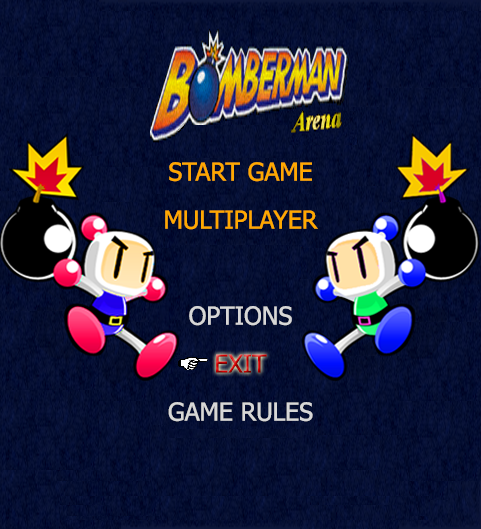 BOMBERMAN
Arena
START GAME
MULTIPLAYER
OPTIONS
EXIT
GAME RULES